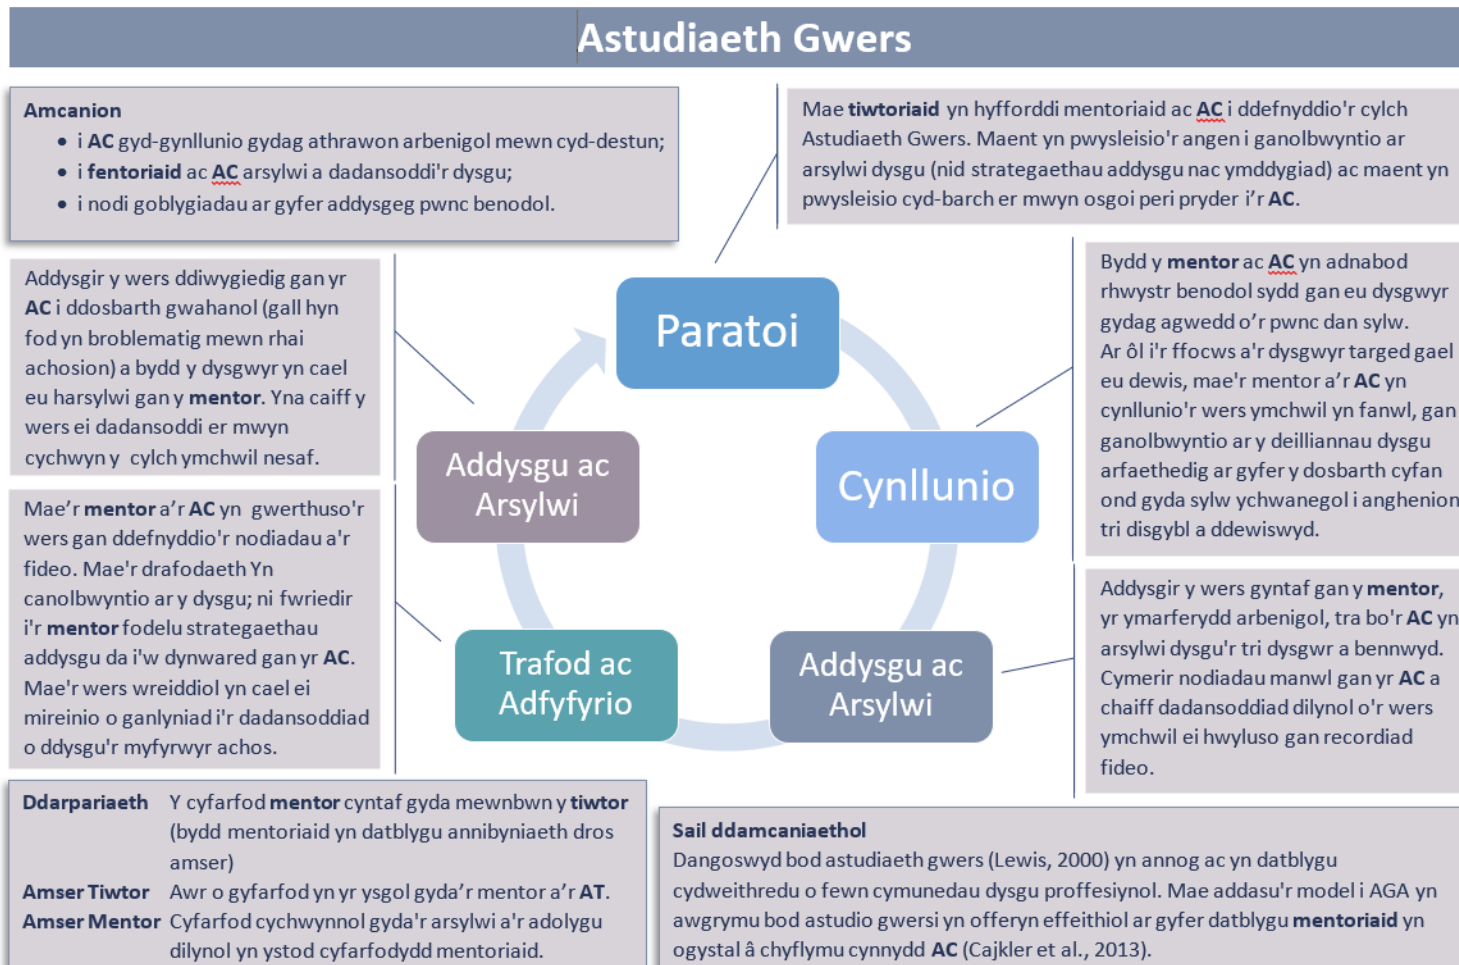 Astudiaeth Gwers
Amcanion
• i AC gyd-gynllunio gydag athrawon arbenigol mewn cyd-destun;
• i fentoriaid ac AC arsylwi a dadansoddi'r dysgu;
• i nodi goblygiadau ar gyfer addysgeg pwnc benodol.
Mae tiwtoriaid yn hyfforddi mentoriaid ac AC i ddefnyddio'r cylch
Astudiaeth Gwers. Maent yn pwysleisio'r angen i ganolbwyntio ar
arsylwi dysgu (nid strategaethau addysgu nac ymddygiad) ac maent yn
pwysleisio cyd-barch er mwyn osgoi peri pryder i'r AC.
Paratoi
Bydd y mentor ac AC yn adnabod
rhwystr benodol sydd gan eu dysgwyr
gydag agwedd o'r pwnc dan sylw.
Ar ôl i'r ffocws a'r dysgwyr targed gael
eu dewis, mae'r mentor a'r AC yn
cynllunio'r wers ymchwil yn fanwl, gan
ganolbwyntio ar y deilliannau dysgu
arfaethedig ar gyfer y dosbarth cyfan
ond gyda sylw ychwanegol i anghenion
tri disgybl a ddewiswyd.
Cynllunio
Addysgir y wers gyntaf gan y mentor,
yr ymarferydd arbenigol, tra bo'r AC yn
arsylwi dysgu'r tri dysgwr a bennwyd.
Cymerir nodiadau manwl gan yr AC a
chaiff dadansoddiad dilynol o'r wers
ymchwil ei hwyluso gan recordiad
fideo.
Addysgu ac
Arsylwi
Trafod ac
Adfyfyrio
Mae'r mentor a'r AC yn gwerthuso'r
wers gan ddefnyddio'r nodiadau a'r
fideo. Mae'r drafodaeth Yn
canolbwyntio ar y dysgu; ni fwriedir
i'r mentor fodelu strategaethau
addysgu da i'w dynwared gan yr AC.
Mae'r wers wreiddiol yn cael ei
mireinio o ganlyniad i'r dadansoddiad
o ddysgu'r myfyrwyr achos.
Addysgu ac
Arsylwi
Addysgir y wers ddiwygiedig gan yr
AC i ddosbarth gwahanol (gall hyn
fod yn broblematig mewn rhai
achosion) a bydd y dysgwyr yn cael
eu harsylwi gan y mentor. Yna caiff y
wers ei dadansoddi er mwyn
cychwyn y cylch ymchwil nesaf.
Ddarpariaeth Y cyfarfod mentor cyntaf gyda mewnbwn y tiwtor
(bydd mentoriaid yn datblygu annibyniaeth dros
amser)
Amser Tiwtor Awr o gyfarfod yn yr ysgol gyda'r mentor a'r AT.
Amser Mentor Cyfarfod cychwynnol gyda'r arsylwi a'r adolygu
dilynol yn ystod cyfarfodydd mentoriaid.
Sail ddamcaniaethol
Dangoswyd bod astudiaeth gwers (Lewis, 2000) yn annog ac yn datblygu
cydweithredu o fewn cymunedau dysgu proffesiynol. Mae addasu'r model i AGA yn
awgrymu bod astudio gwersi yn offeryn effeithiol ar gyfer datblygu mentoriaid yn
ogystal â chyflymu cynnydd AC (Cajkler et al., 2013).